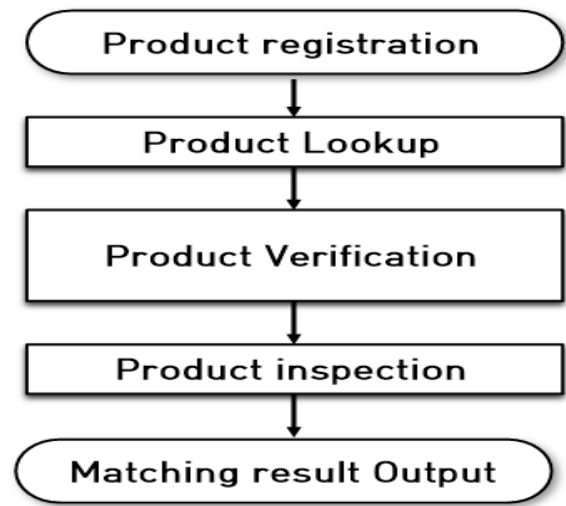 Product registration
Product Lookup
Product Verification
Product inspection
Matching result Output